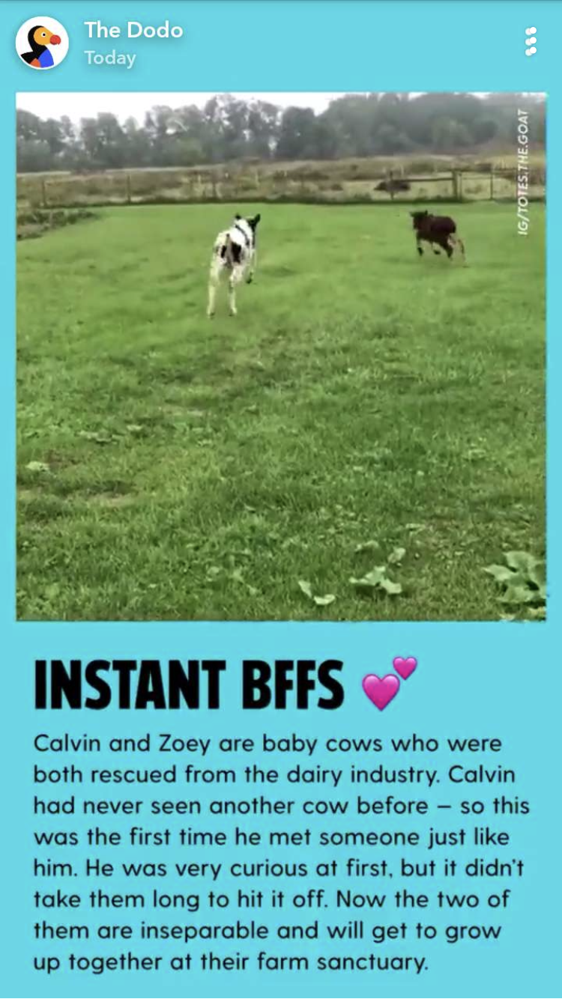 The Dodo
Today
IG/TOTES.THE.GOAT
INSTANT BFFS 💕
Calvin and Zoey are baby cows who were
both rescued from the dairy industry. Calvin
had never seen another cow before – so this
was the first time he met someone just like
him. He was very curious at first, but it didn't
take them long to hit it off. Now the two of
them are inseparable and will get to grow
up together at their farm sanctuary.